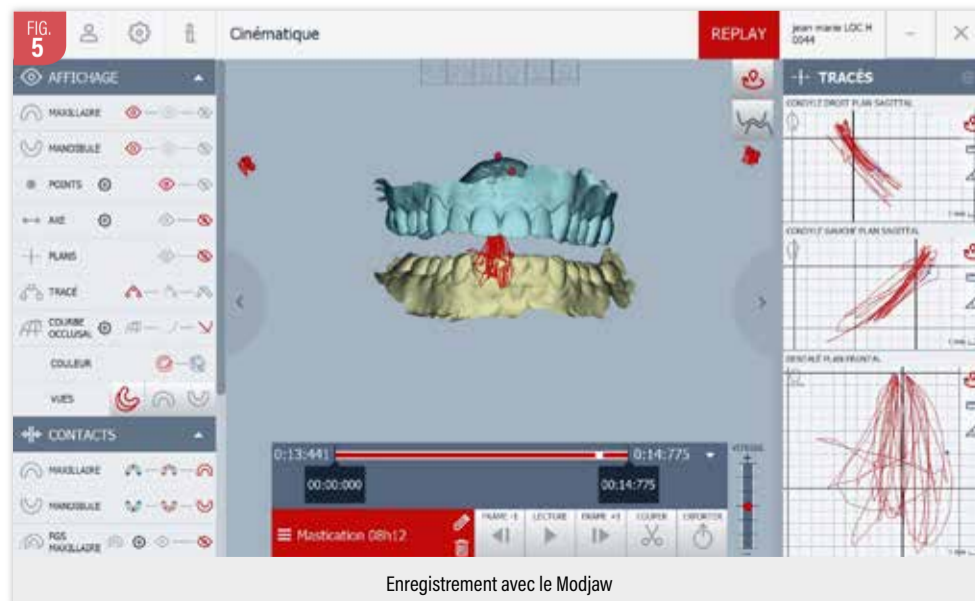 FIG.
5
Cinématique
REPLAY
jean marie LOC H
0044
AFFICHAGE
MAXILLAIRE
MANDIBULE
POINTS
AXE
PLANS
TRACÉ
COURBE
OCCLUSAL
COULEUR
VUES
CONTACTS
MAXILLAIRE
MANDIBULE
MAXILLAIRE
TRACÉS
CONDYLE DROIT PLAN SAGITTAL
CONDYLE GAUCHE PLAN SAGITTAL
PLAN FRONTAL
0:13:441
0:14:775
00:00:000
00:14:775
VITESSE
Mastication 08h12
FRAME -1
LECTURE
FRAME +1
COUPER
EXPORTER
Enregistrement avec le Modjaw